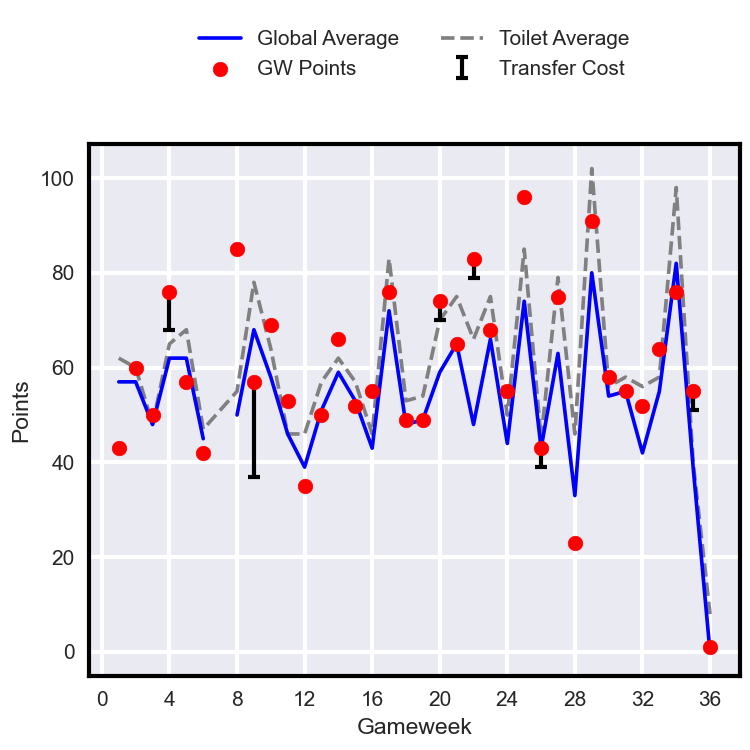 Global Average
GW Points
Toilet Average
Transfer Cost
100
80
60
40
20
0
Points
0 4 8 12 16 20 24 28 32 36
Gameweek